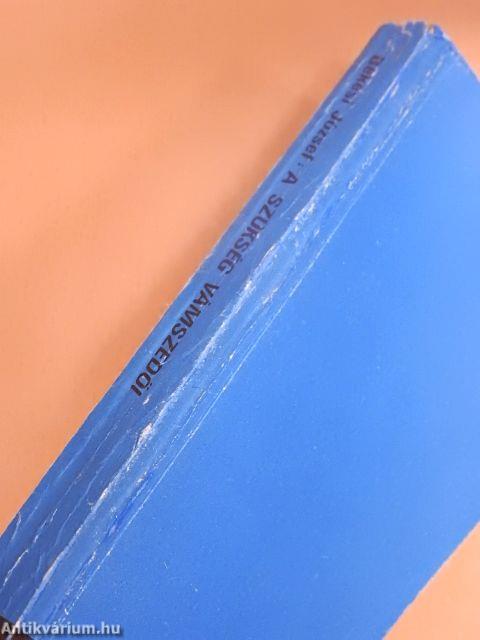 Békési József: A SZÜKSÉG VÁMSZEDŐI
Antikvárium.hu